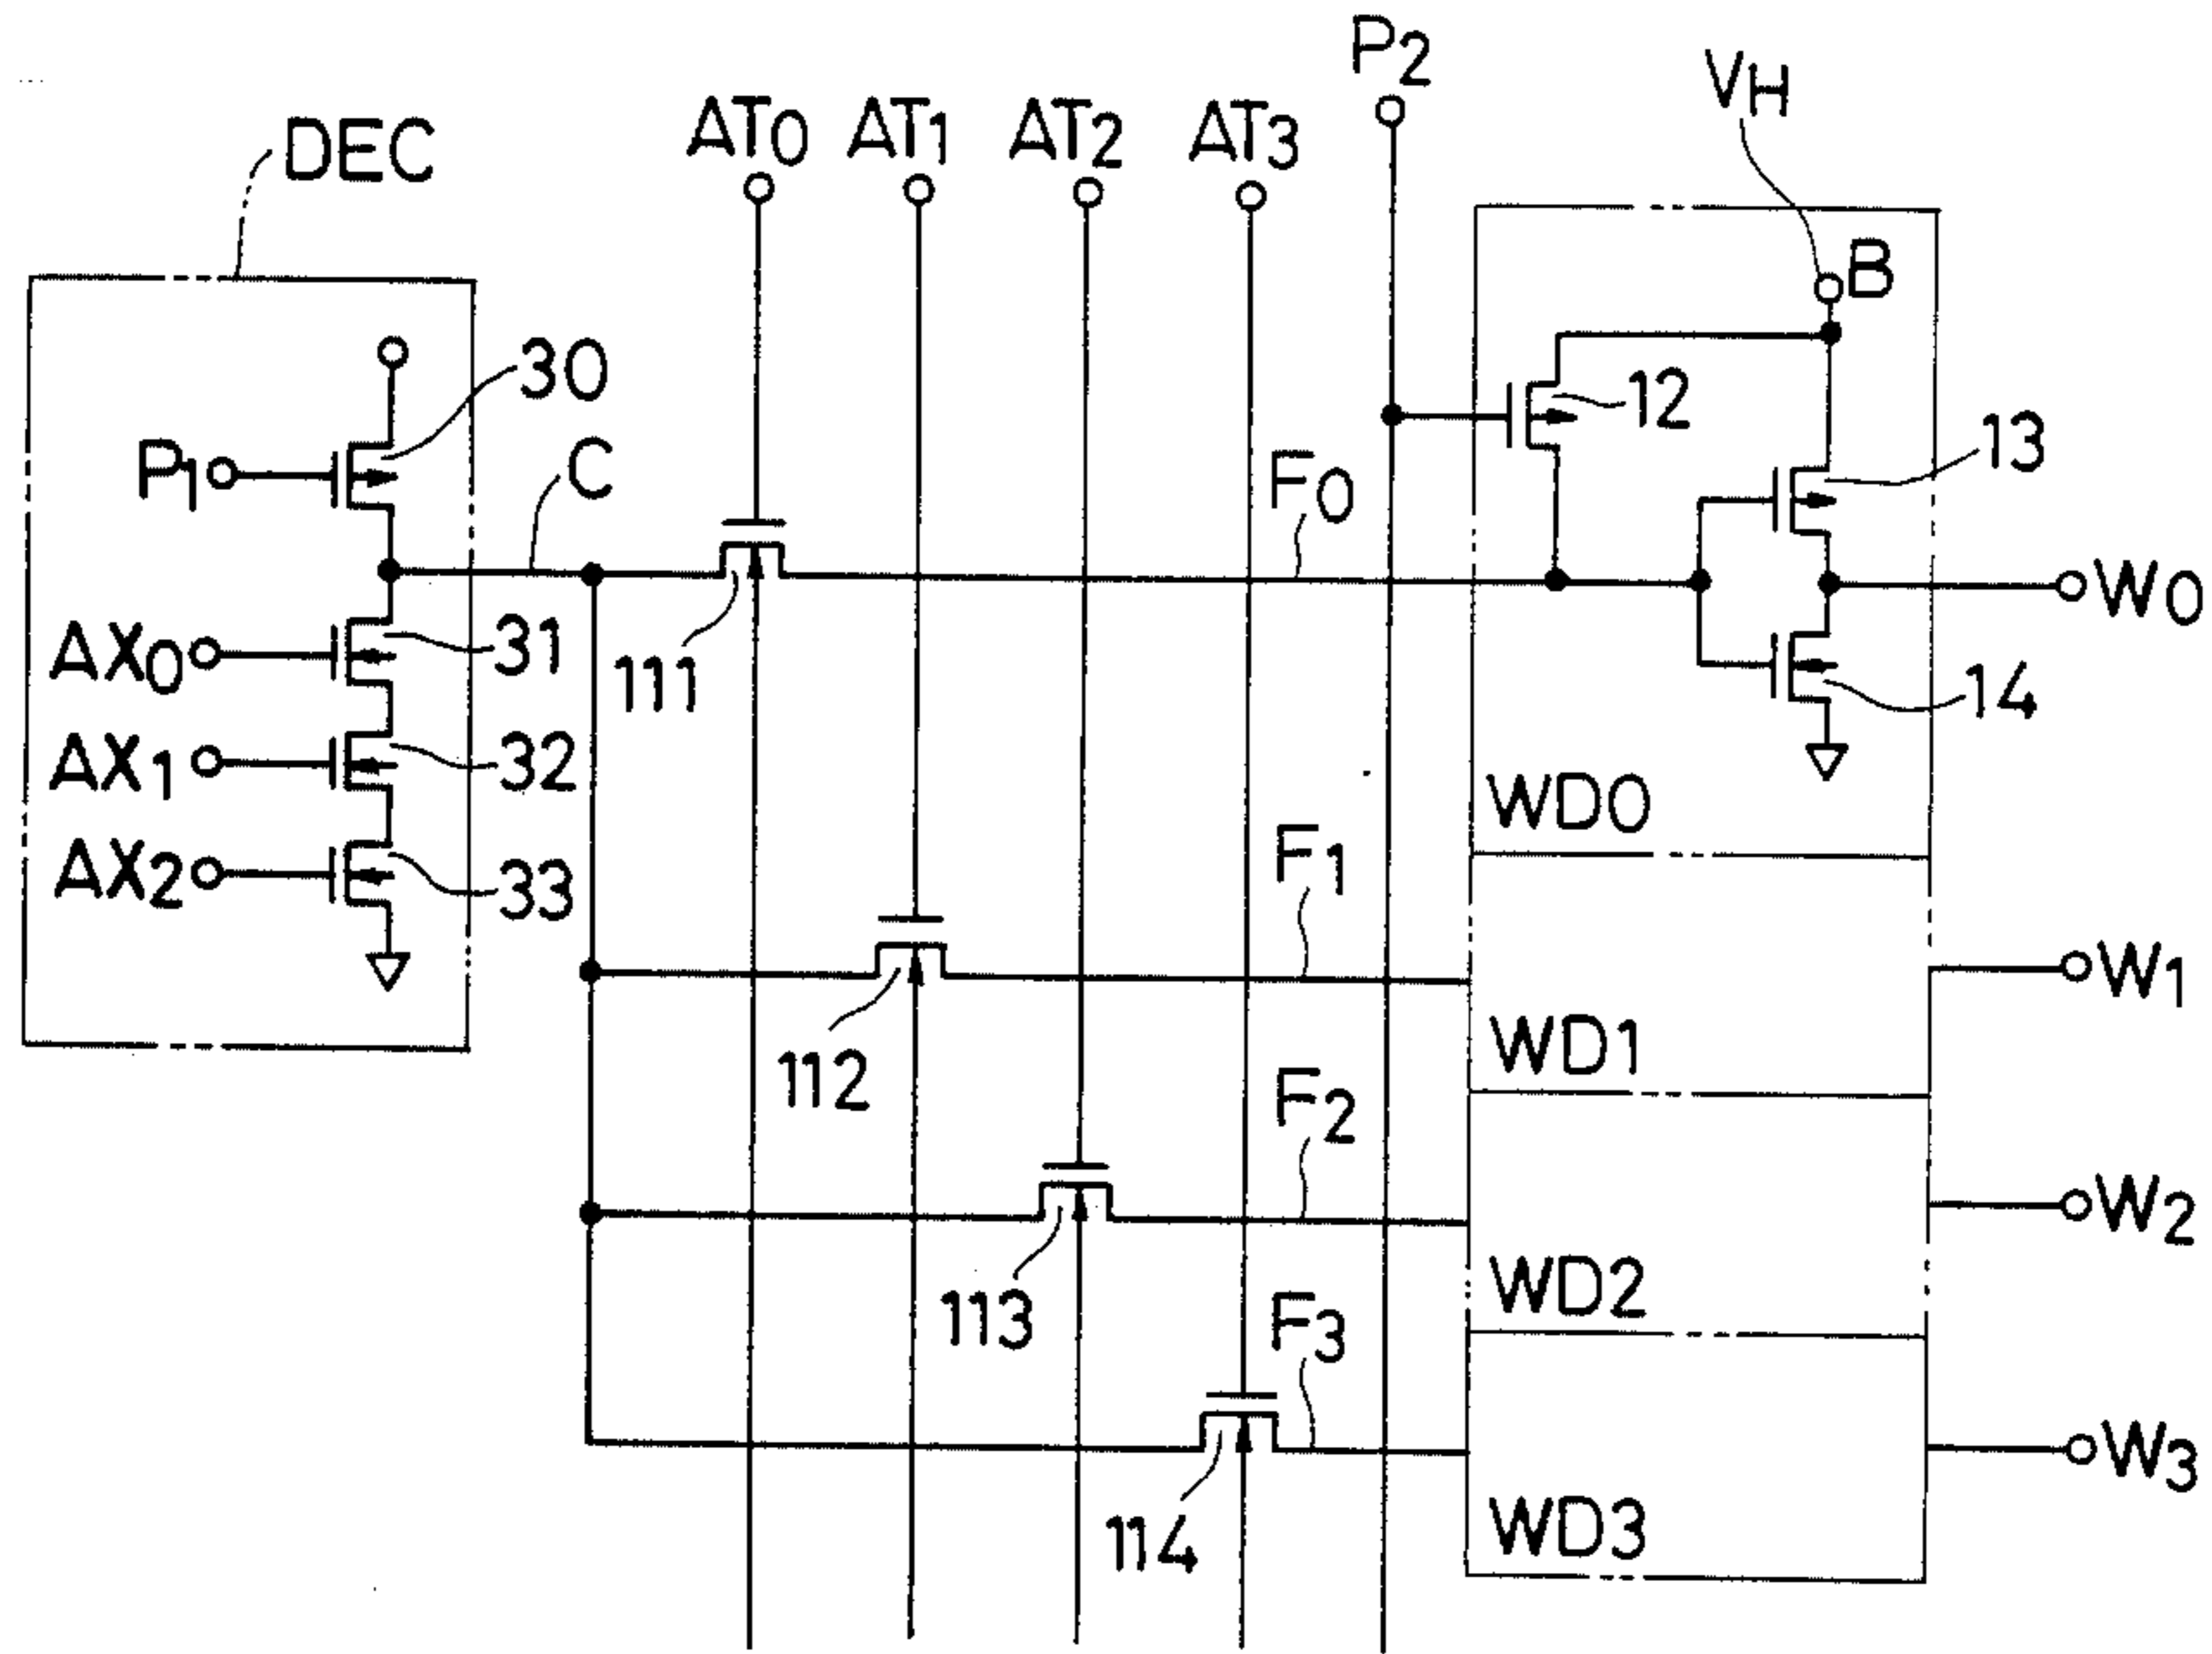 P2
VH
DEC
AT0 AT1 AT2 AT3
B
30
12
13
P1
C
F0
W0
AX0
31
111
14
AX1
32
WD0
AX2
33
F1
W1
112
WD1
F2
W2
113
WD2
F3
W3
114
WD3